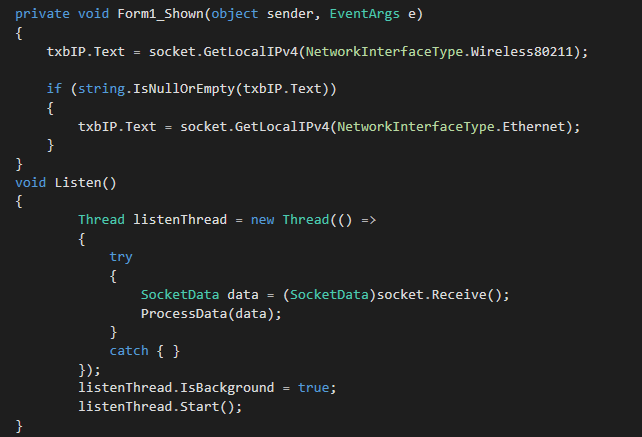 private void Form1_Shown(object sender, EventArgs e)
{
    txbIP.Text = socket.GetLocalIPv4(NetworkInterfaceType.Wireless80211);

    if (string.IsNullOrEmpty(txbIP.Text))
    {
        txbIP.Text = socket.GetLocalIPv4(NetworkInterfaceType.Ethernet);
    }
}
void Listen()
{
        Thread listenThread = new Thread(() =>
        {
            try
            {
                SocketData data = (SocketData)socket.Receive();
                ProcessData(data);
            }
            catch { }
        });
        listenThread.IsBackground = true;
        listenThread.Start();
}